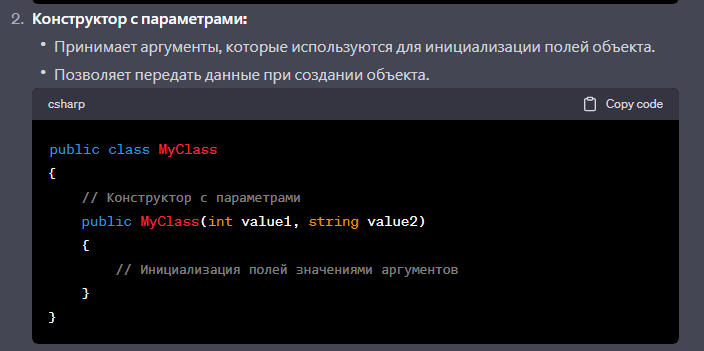 2. Конструктор с параметрами:
• Принимает аргументы, которые используются для инициализации полей объекта.
• Позволяет передать данные при создании объекта.
csharp Copy code
public class MyClass
{
    // Конструктор с параметрами
    public MyClass(int value1, string value2)
    {
        // Инициализация полей значениями аргументов
    }
}